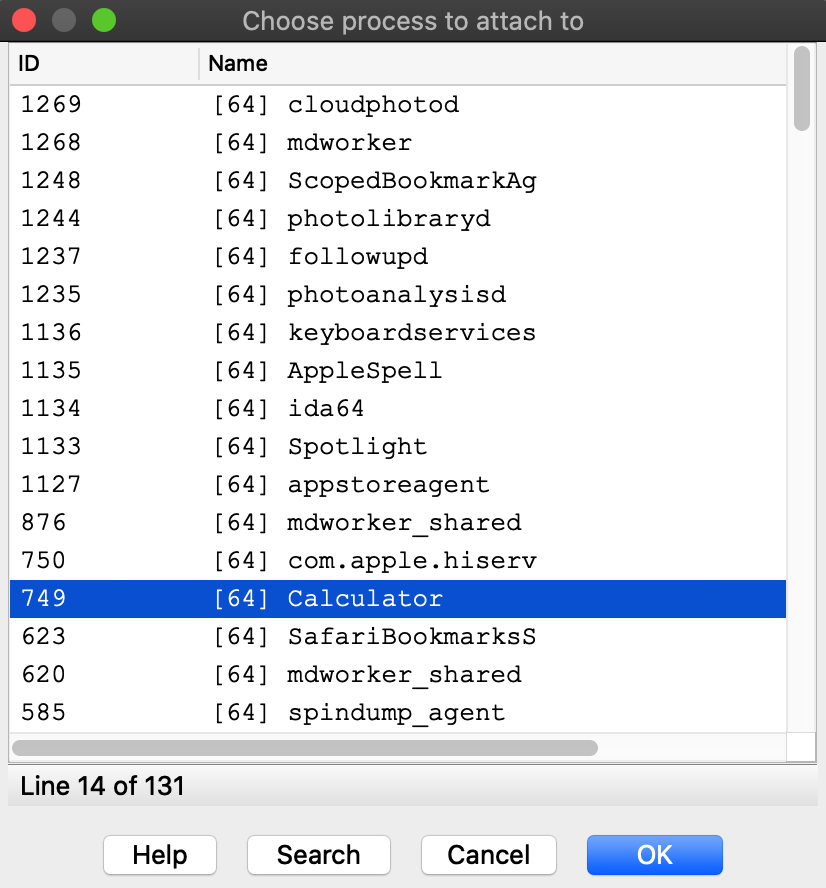 Choose process to attach to
ID Name
1269 [64] cloudphotod
1268 [64] mdworker
1248 [64] ScopedBookmarkAg
1244 [64] photolibraryd
1237 [64] followupd
1235 [64] photoanalysisd
1136 [64] keyboardservices
1135 [64] AppleSpell
1134 [64] ida64
1133 [64] Spotlight
1127 [64] appstoreagent
876 [64] mdworker_shared
750 [64] com.apple.hiserv
749 [64] Calculator
623 [64] SafariBookmarksS
620 [64] mdworker_shared
585 [64] spindump_agent
Line 14 of 131
Help Search Cancel OK